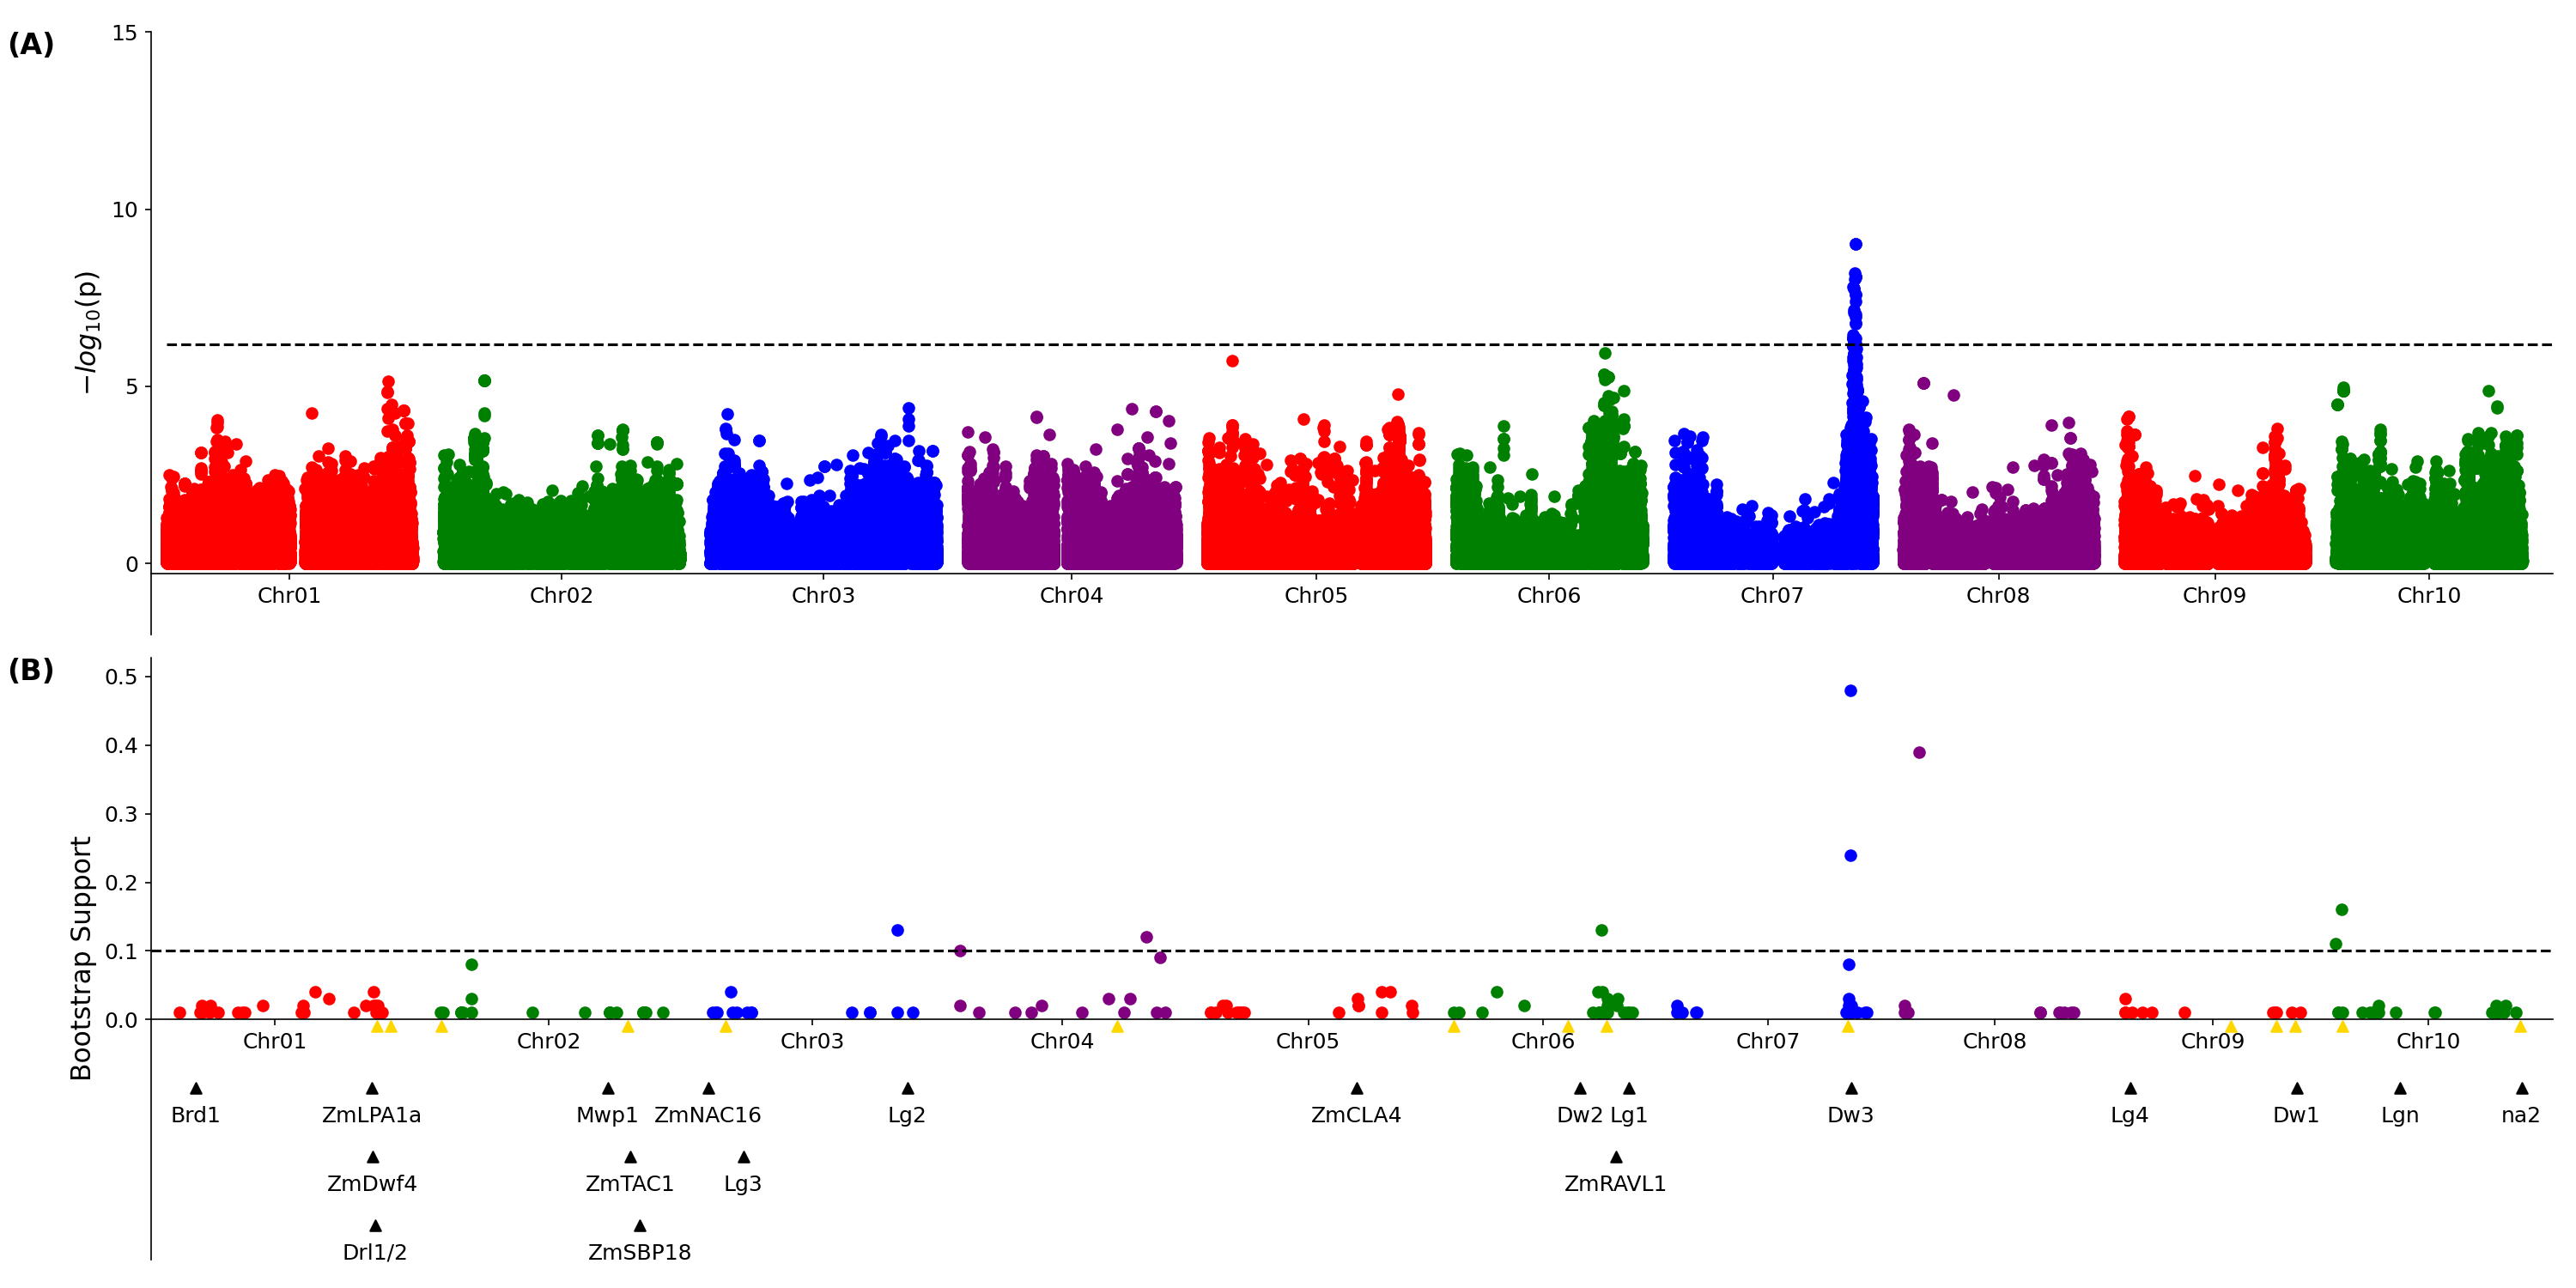 (A)
15
10
5
0
−log10(p)
Chr01 Chr02 Chr03 Chr04 Chr05 Chr06 Chr07 Chr08 Chr09 Chr10
(B)
0.5
0.4
0.3
0.2
0.1
0.0
Bootstrap Support
Chr01 Chr02 Chr03 Chr04 Chr05 Chr06 Chr07 Chr08 Chr09 Chr10
Brd1 ZmLPA1a Mwp1 ZmNAC16 Lg2 ZmCLA4 Dw2 Lg1 Dw3 Lg4 Dw1 Lgn na2
ZmDwf4 ZmTAC1 Lg3 ZmRAVL1
Drl1/2 ZmSBP18